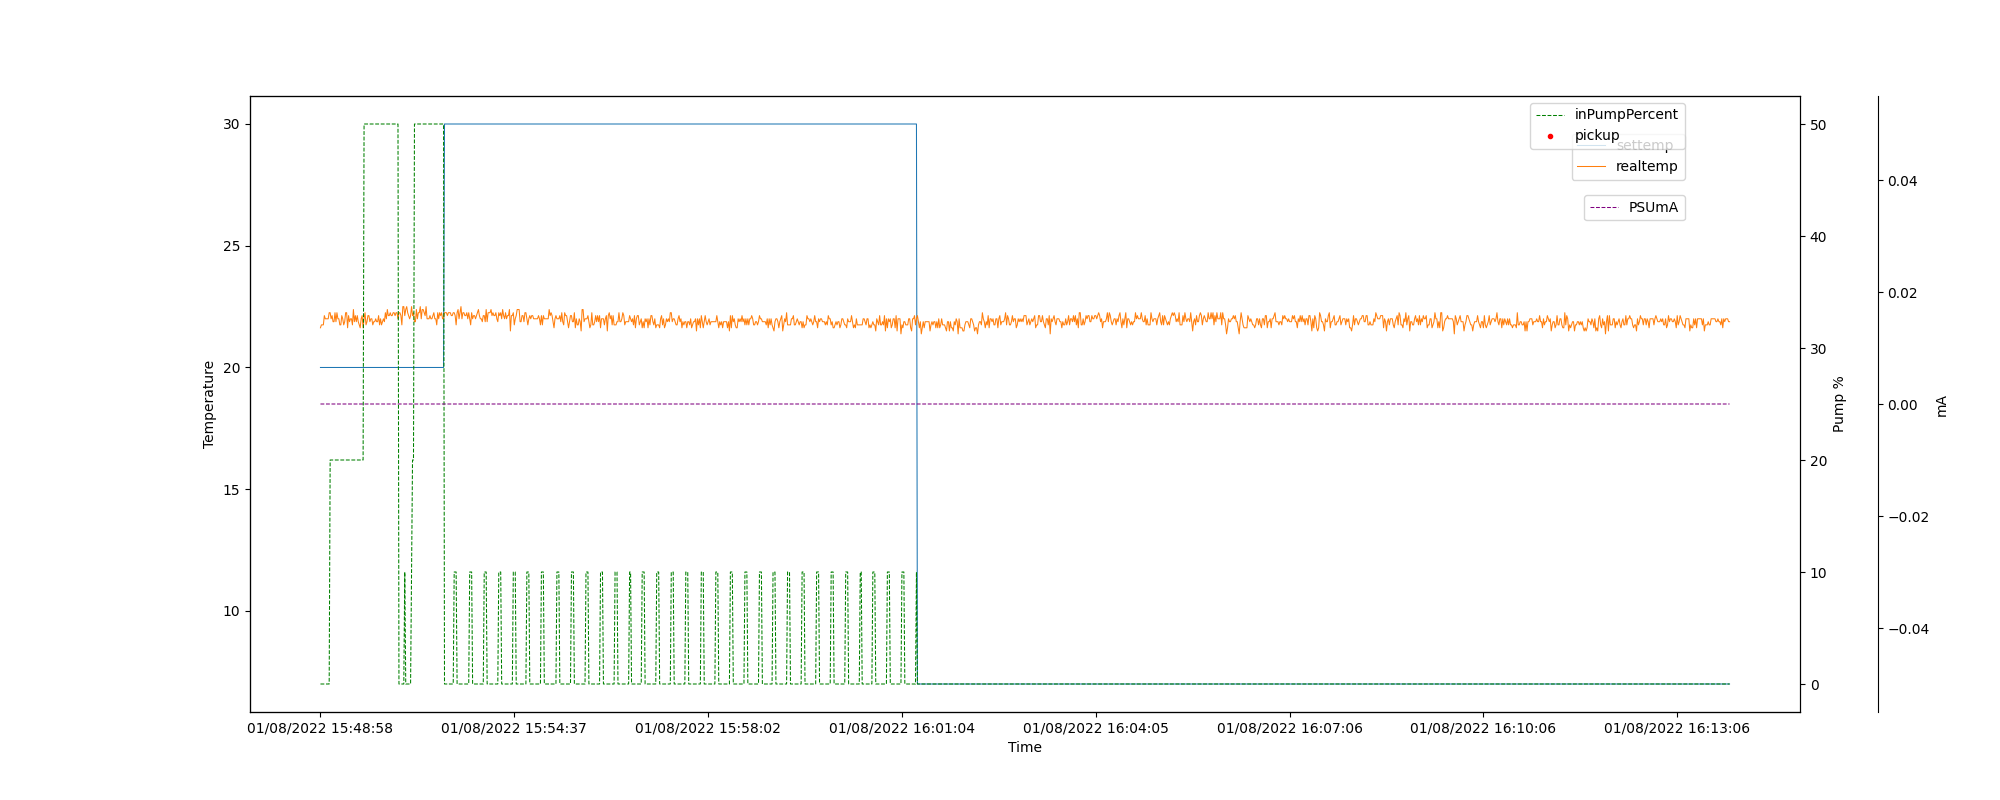 inPumpPercent
pickup
settemp
realtemp
PSUmA
30
25
20
15
10
Temperature
50
40
30
20
10
0
Pump %
0.04
0.02
0.00
−0.02
−0.04
mA
01/08/2022 15:48:58
01/08/2022 15:54:37
01/08/2022 15:58:02
01/08/2022 16:01:04
01/08/2022 16:04:05
01/08/2022 16:07:06
01/08/2022 16:10:06
01/08/2022 16:13:06
Time